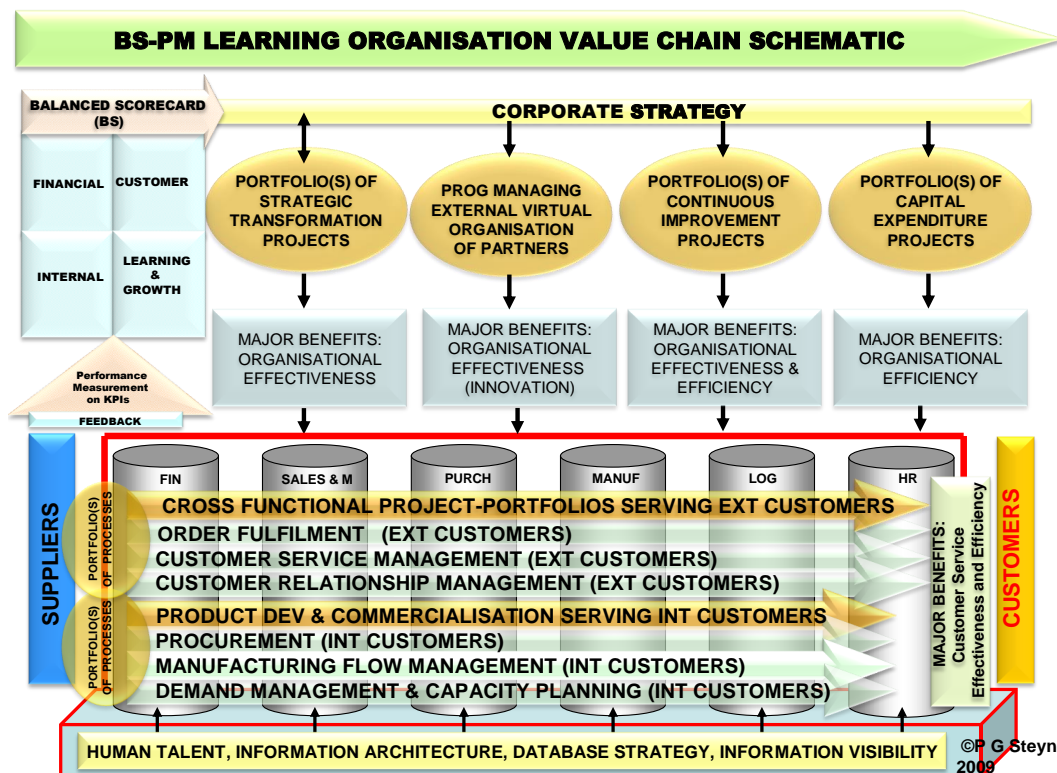 BS-PM LEARNING ORGANISATION VALUE CHAIN SCHEMATIC
BALANCED SCORECARD
(BS)
CORPORATE STRATEGY
FINANCIAL
CUSTOMER
INTERNAL
LEARNING
&
GROWTH
PORTFOLIO(S) OF
STRATEGIC
TRANSFORMATION
PROJECTS
PROG MANAGING
EXTERNAL VIRTUAL
ORGANISATION
OF PARTNERS
PORTFOLIO(S) OF
CONTINUOUS
IMPROVEMENT
PROJECTS
PORTFOLIO(S) OF
CAPITAL
EXPENDITURE
PROJECTS
MAJOR BENEFITS:
ORGANISATIONAL
EFFECTIVENESS
MAJOR BENEFITS:
ORGANISATIONAL
EFFECTIVENESS
(INNOVATION)
MAJOR BENEFITS:
ORGANISATIONAL
EFFECTIVENESS &
EFFICIENCY
MAJOR BENEFITS:
ORGANISATIONAL
EFFICIENCY
Performance
Measurement
on KPIs
FEEDBACK
SUPPLIERS
FIN
SALES & M
PURCH
MANUF
LOG
HR
PORTFOLIO(S)
OF PROCESSES
CROSS FUNCTIONAL PROJECT-PORTFOLIOS SERVING EXT CUSTOMERS
ORDER FULFILMENT (EXT CUSTOMERS)
CUSTOMER SERVICE MANAGEMENT (EXT CUSTOMERS)
CUSTOMER RELATIONSHIP MANAGEMENT (EXT CUSTOMERS)
PORTFOLIO(S)
OF PROCESSES
PRODUCT DEV & COMMERCIALISATION SERVING INT CUSTOMERS
PROCUREMENT (INT CUSTOMERS)
MANUFACTURING FLOW MANAGEMENT (INT CUSTOMERS)
DEMAND MANAGEMENT & CAPACITY PLANNING (INT CUSTOMERS)
MAJOR BENEFITS:
Customer Service
Effectiveness and Efficiency
CUSTOMERS
HUMAN TALENT, INFORMATION ARCHITECTURE, DATABASE STRATEGY, INFORMATION VISIBILITY
©P G Steyn
2009